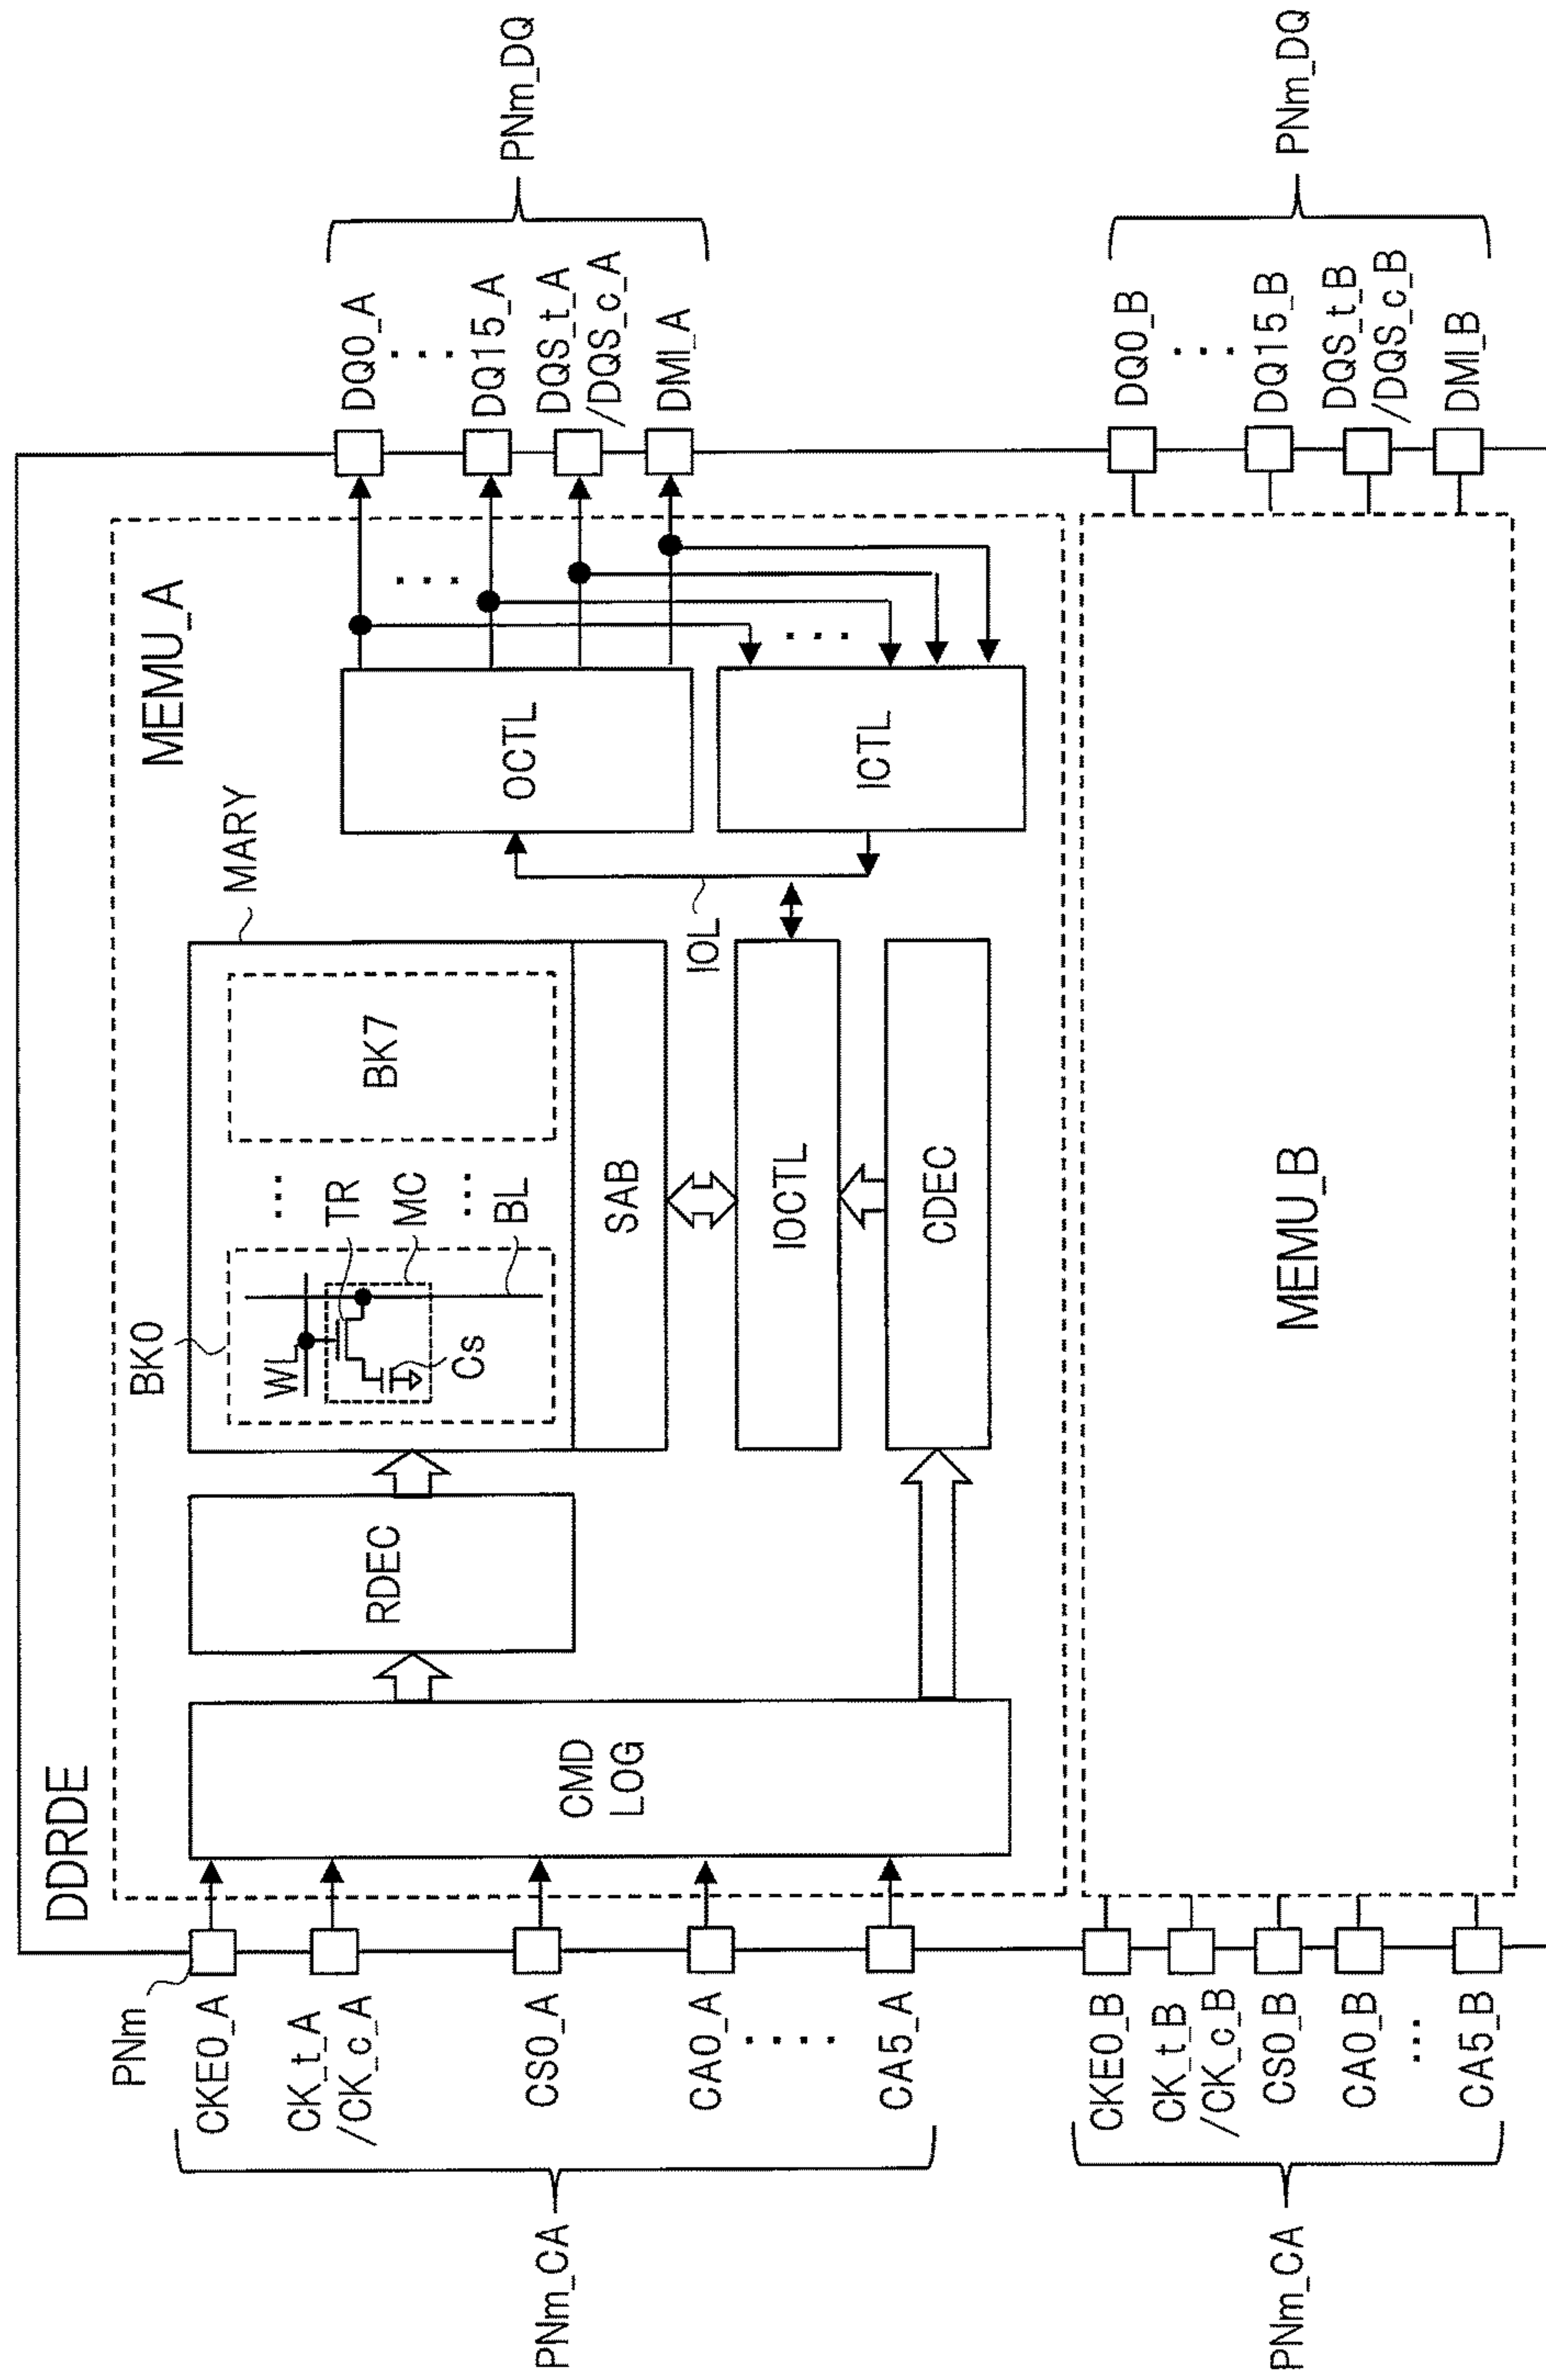 DDRDE
PNm
MEMU_A
CKE0_A
CK_t_A
/CK_c_A
CS0_A
CA0_A
....
CA5_A
PNm_CA
CMD
LOG
RDEC
BK0
WL
TR
MC
BL
Cs
...
...
BK7
MARY
SAB
IOCTL
CDEC
IOL
OCTL
ICTL
...
...
DQ0_A
...
DQ15_A
DQS_t_A
/DQS_c_A
DMI_A
PNm_DQ
CKE0_B
CK_t_B
/CK_c_B
CS0_B
CA0_B
...
CA5_B
PNm_CA
MEMU_B
DQ0_B
...
DQ15_B
DQS_t_B
/DQS_c_B
DMI_B
PNm_DQ